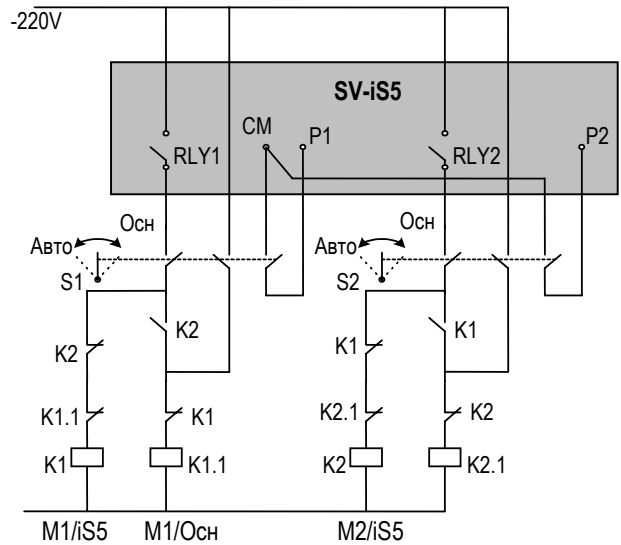 -220V
SV-iS5
CM
P1
P2
RLY1
RLY2
Осн
Авто
S1
Осн
Авто
S2
K2
K1
K2
K1
K1.1
K1
K2.1
K2
K1
K1.1
K2
K2.1
M1/iS5
M1/Осн
M2/iS5